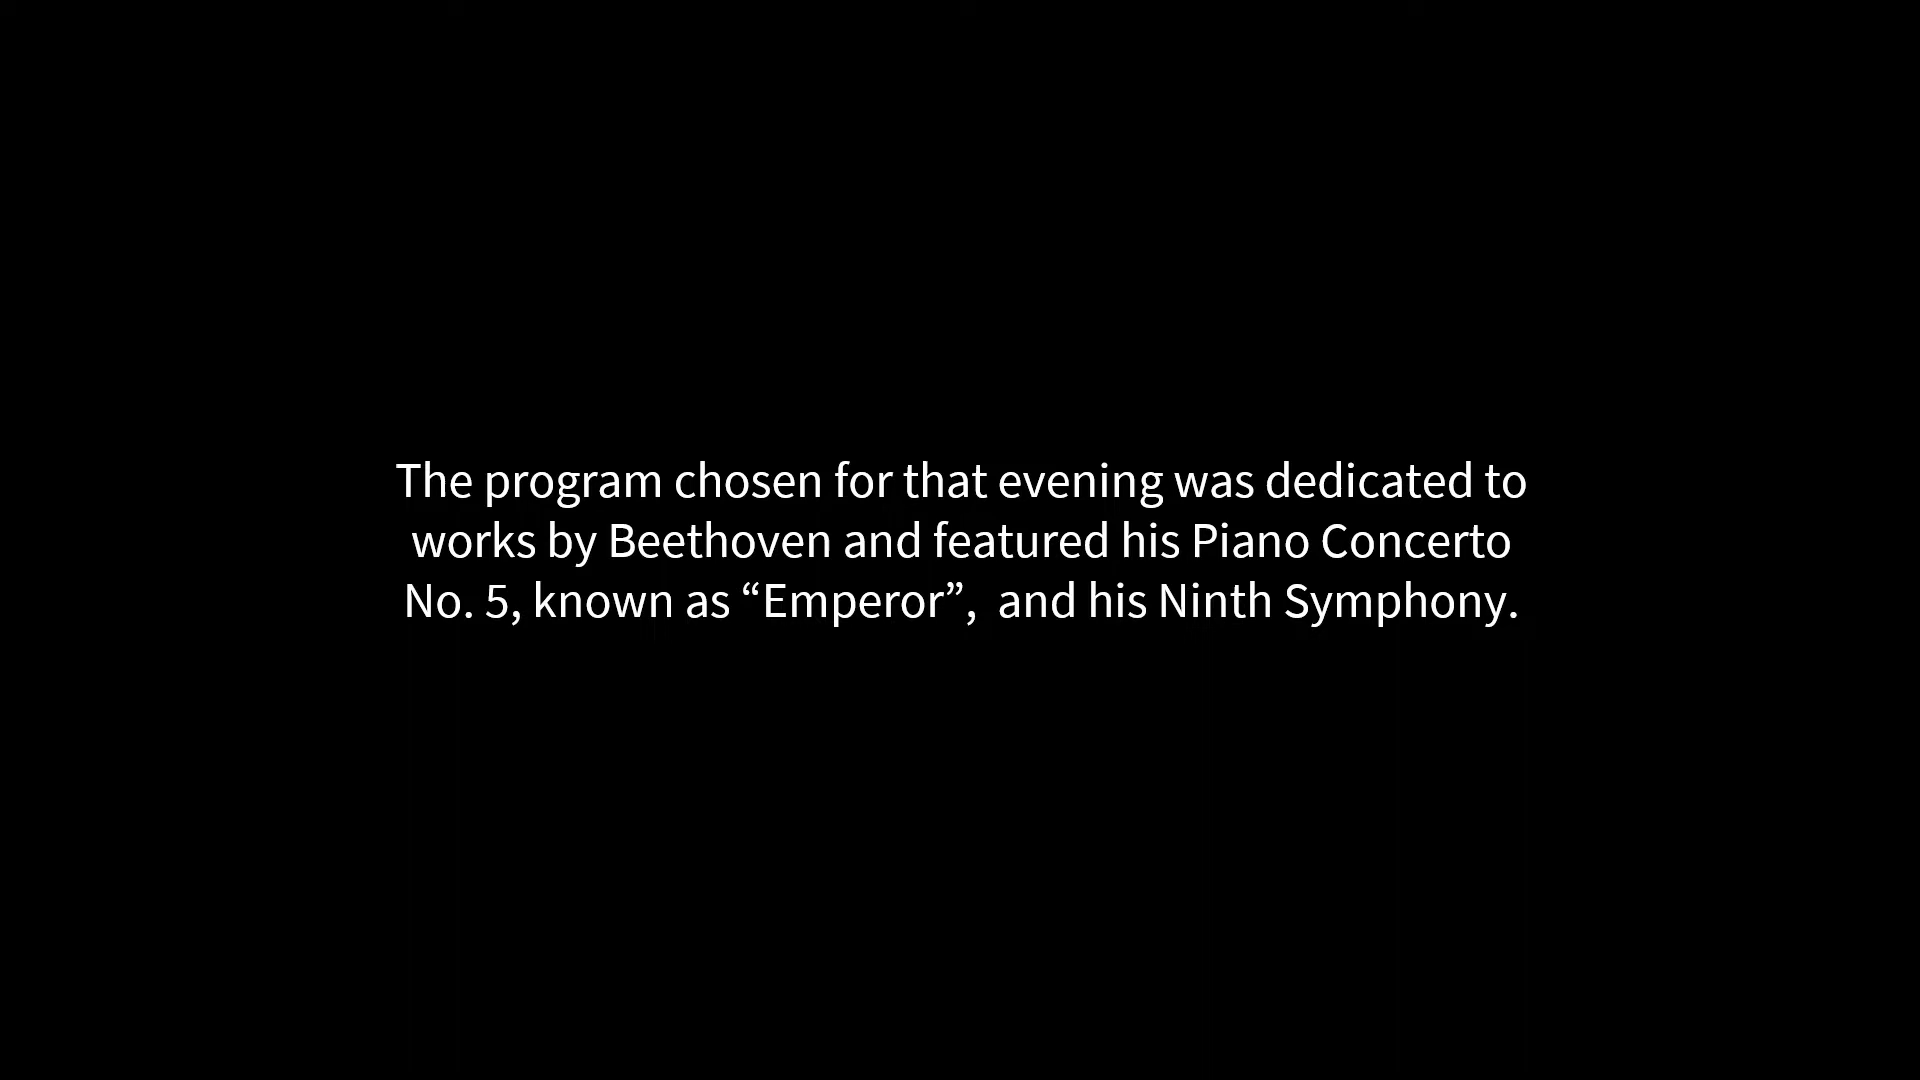 The program chosen for that evening was dedicated to
works by Beethoven and featured his Piano Concerto
No. 5, known as “Emperor”,  and his Ninth Symphony.